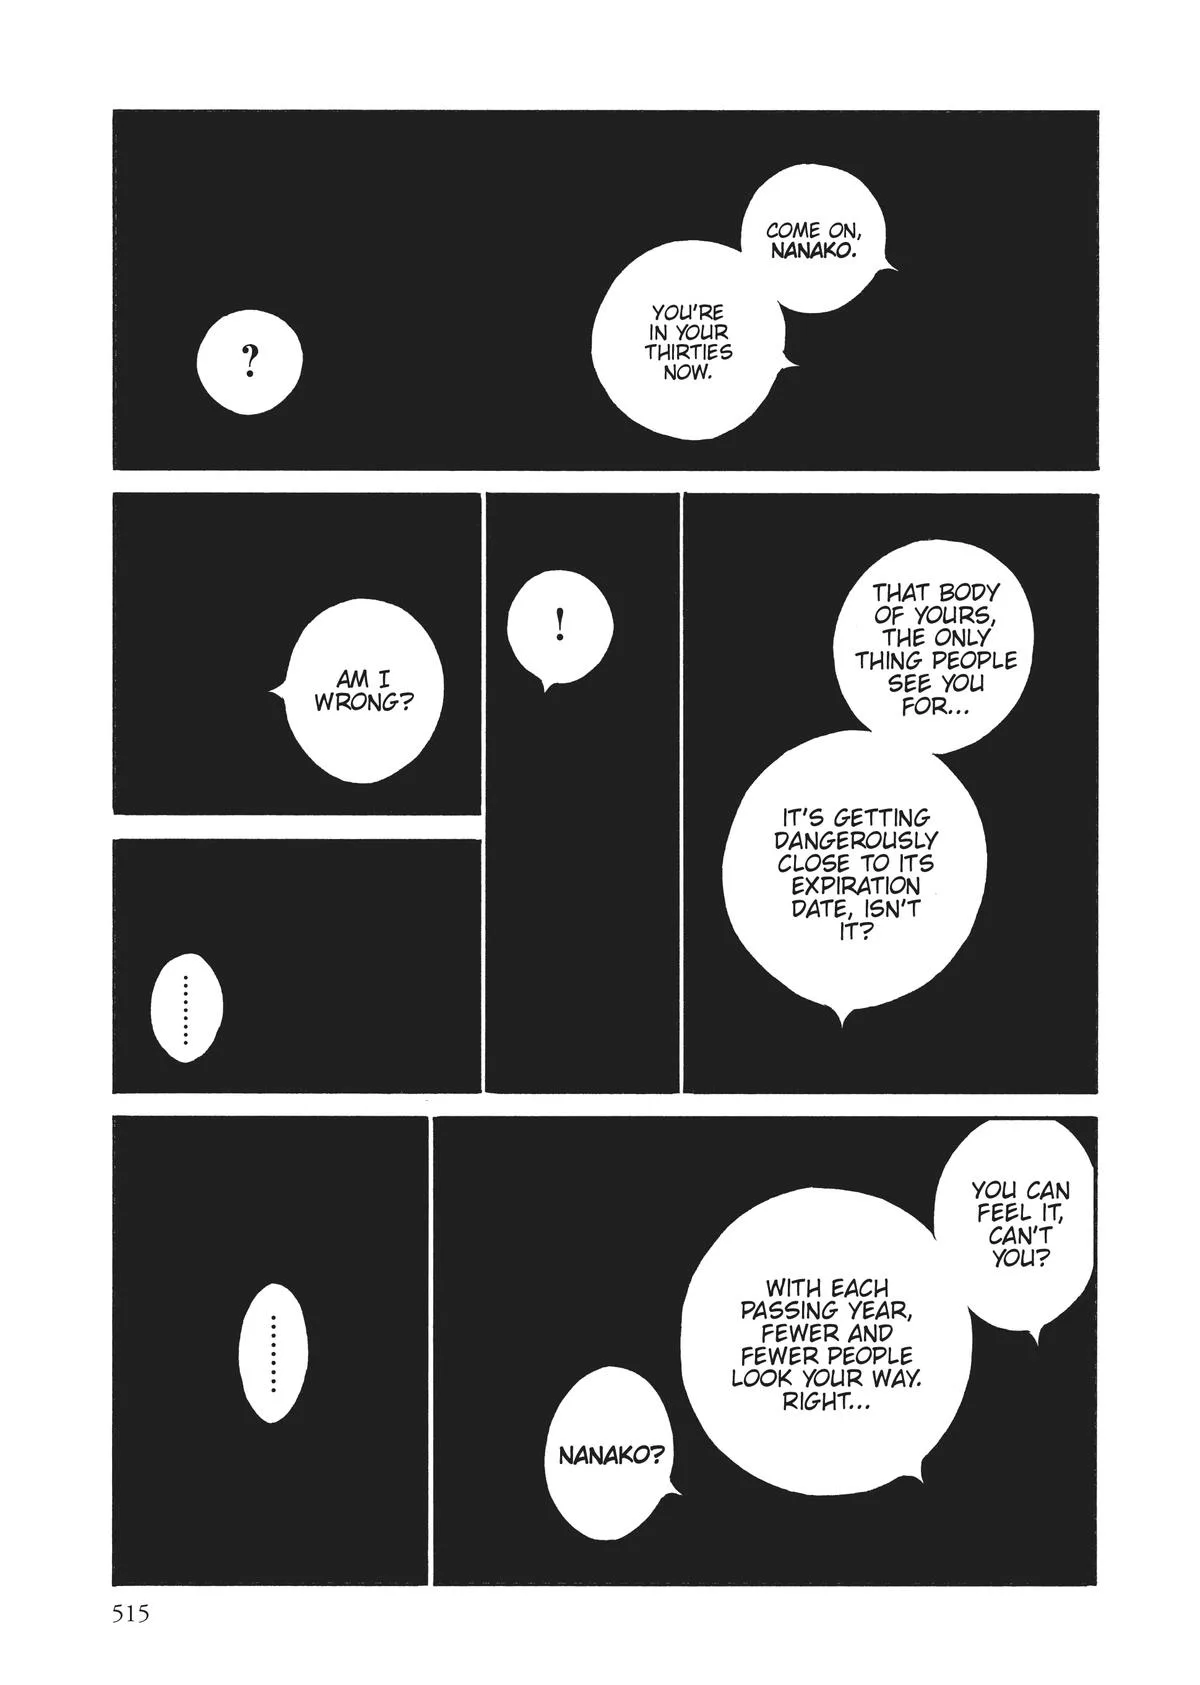 COME ON,
NANAKO.
YOU'RE
IN YOUR
THIRTIES
NOW.
?
THAT BODY
OF YOURS,
THE ONLY
THING PEOPLE
SEE YOU
FOR...
IT'S GETTING
DANGEROUSLY
CLOSE TO ITS
EXPIRATION
DATE, ISN'T
IT?
!
AM I
WRONG?
.........
YOU CAN
FEEL IT,
CAN'T
YOU?
WITH EACH
PASSING YEAR,
FEWER AND
FEWER PEOPLE
LOOK YOUR WAY.
RIGHT...
NANAKO?
.........
515